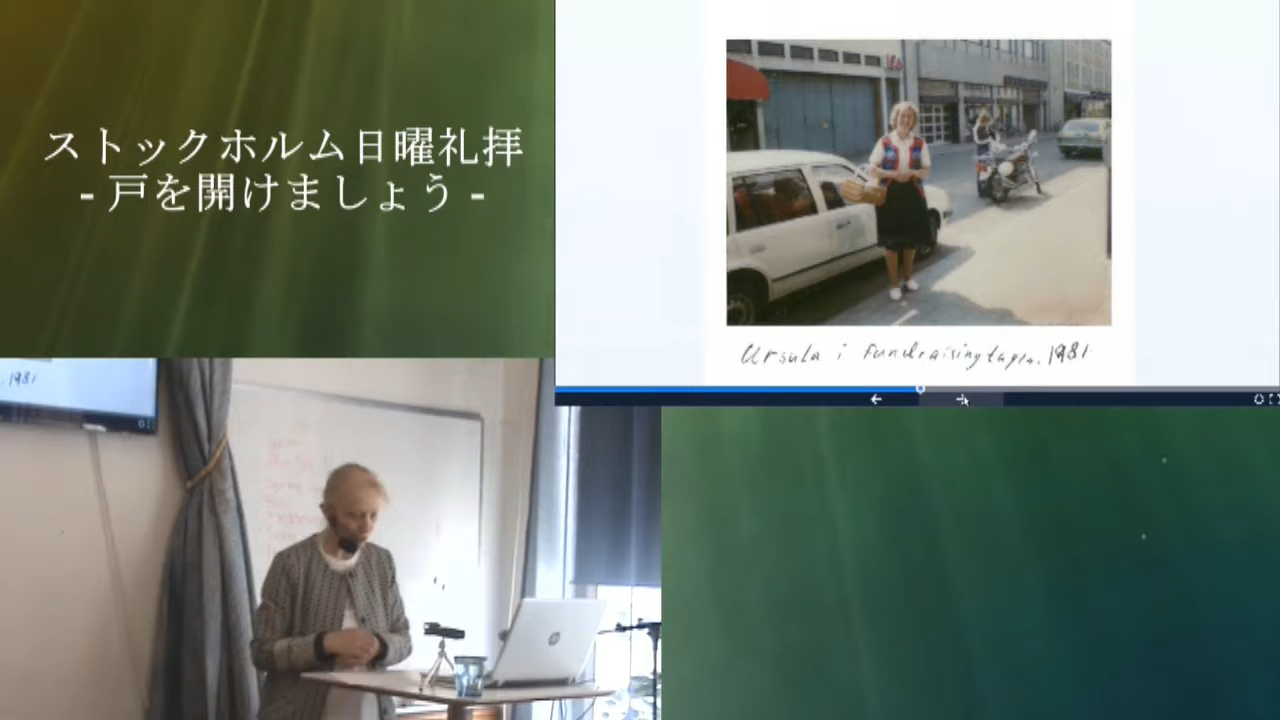 ストックホルム日曜礼拝
- 戸を開けましょう -
Ursula i Fundraisingtagen. 1981
. 1981
hp